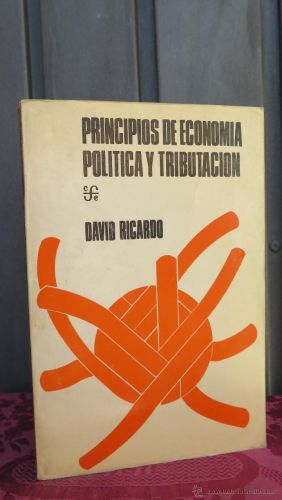 PRINCIPIOS DE ECONOMIA
POLITICA Y TRIBUTACION
DAVID RICARDO